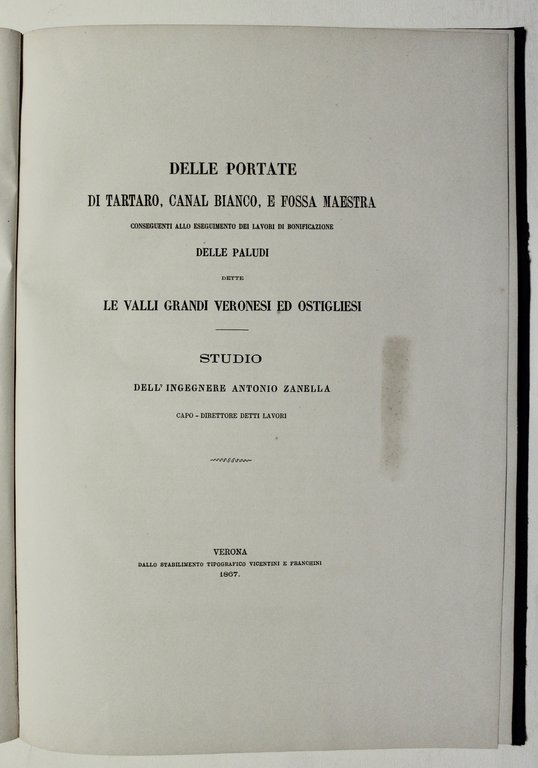 DELLE PORTATE
DI TARTARO, CANAL BIANCO, E FOSSA MAESTRA
CONSEGUENTI ALLO ESEGUIMENTO DEI LAVORI DI BONIFICAZIONE
DELLE PALUDI
DETTE
LE VALLI GRANDI VERONESI ED OSTIGLIESI
STUDIO
DELL' INGEGNERE ANTONIO ZANELLA
CAPO - DIRETTORE DETTI LAVORI
VERONA
DALLO STABILIMENTO TIPOGRAFICO VICENTINI E FRANCHINI
1867.